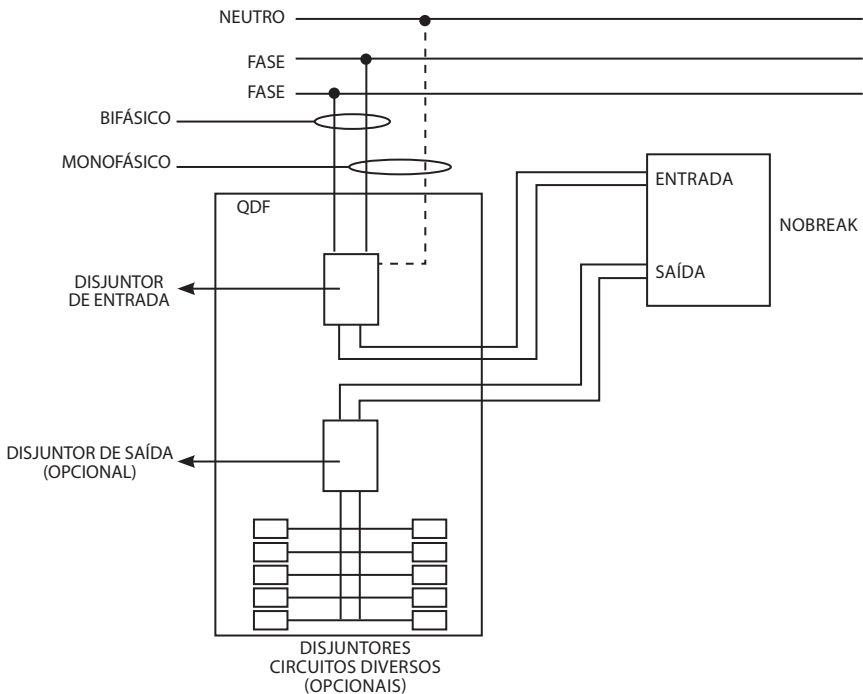 NEUTRO
FASE
FASE
BIFÁSICO
MONOFÁSICO
QDF
ENTRADA
NOBREAK
SAÍDA
DISJUNTOR
DE ENTRADA
DISJUNTOR DE SAÍDA
(OPCIONAL)
DISJUNTORES
CIRCUITOS DIVERSOS
(OPCIONAIS)